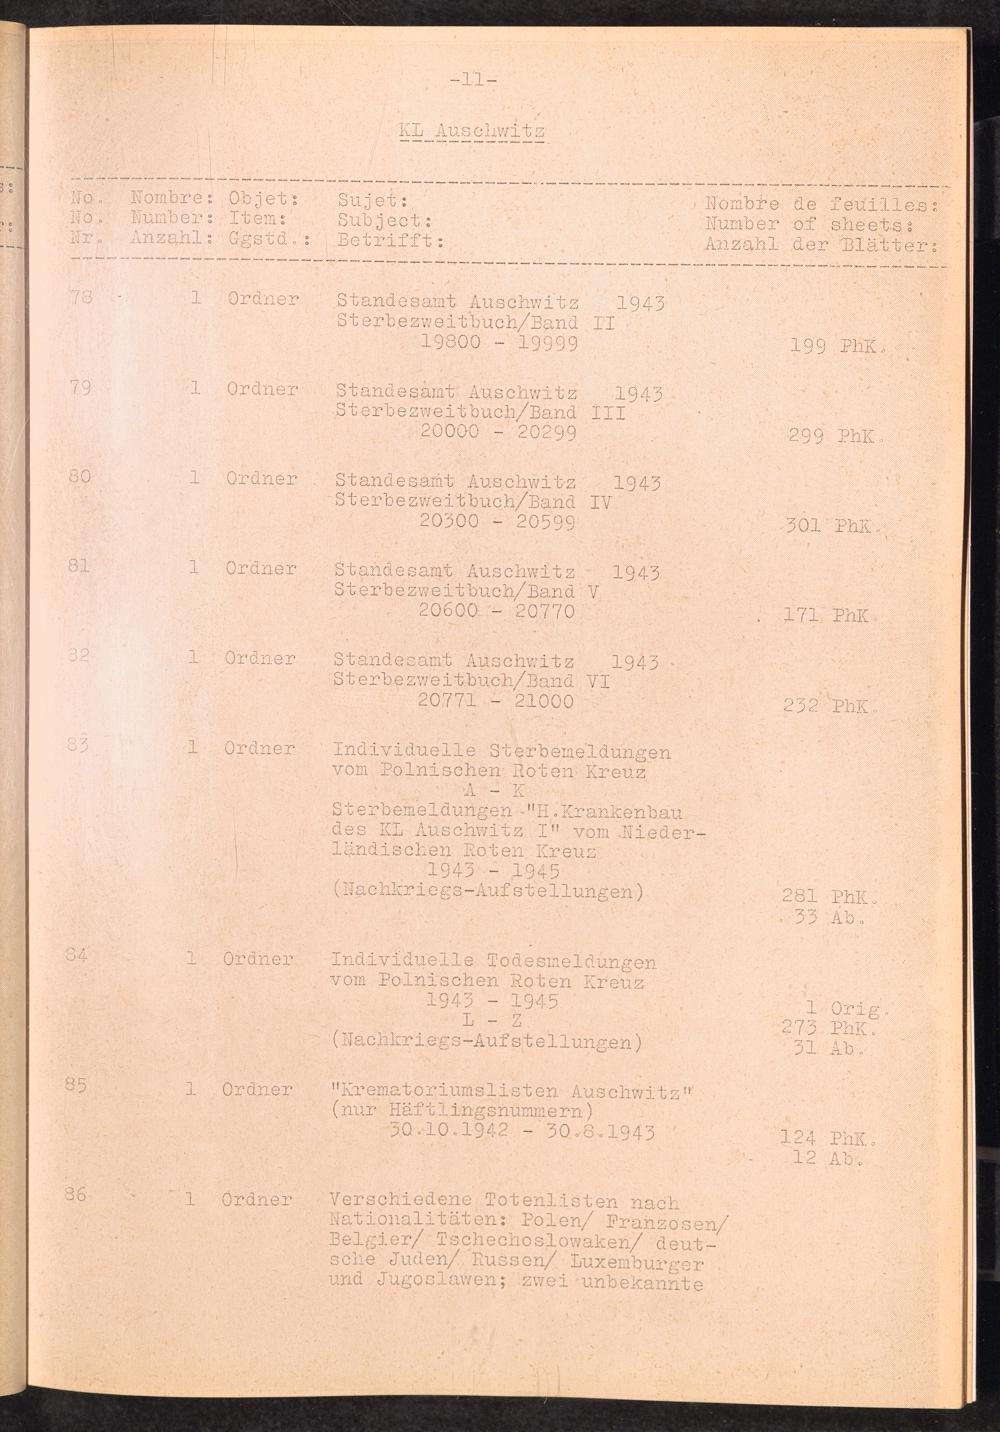 -11-
KL Auschwitz
No. Nombre: Objet: Sujet: Nombre de feuilles:
No. Number: Item: Subject: Number of sheets:
Nr. Anzahl: Ggstd.: Betrifft: Anzahl der Blätter:
78 1 Ordner Standesamt Auschwitz 1943
Sterbezweitbuch/Band II
19800 - 19999 199 PhK.
79 1 Ordner Standesamt Auschwitz 1943
Sterbezweitbuch/Band III
20000 - 20299 299 PhK.
80 1 Ordner Standesamt Auschwitz 1943
Sterbezweitbuch/Band IV
20300 - 20599 301 PhK.
81 1 Ordner Standesamt Auschwitz 1943
Sterbezweitbuch/Band V
20600 - 20770 171 PhK.
82 1 Ordner Standesamt Auschwitz 1943
Sterbezweitbuch/Band VI
20771 - 21000 232 PhK.
83 1 Ordner Individuelle Sterbemeldungen
vom Polnischen Roten Kreuz
A - K
Sterbemeldungen "H.Krankenbau
des KL Auschwitz I" vom Nieder-
ländischen Roten Kreuz
1943 - 1945
(Nachkriegs-Aufstellungen) 281 PhK.
33 Ab.
84 1 Ordner Individuelle Todesmeldungen
vom Polnischen Roten Kreuz
1943 - 1945 1 Orig.
L - Z 273 PhK.
(Nachkriegs-Aufstellungen) 31 Ab.
85 1 Ordner "Krematoriumslisten Auschwitz"
(nur Häftlingsnummern)
30.10.1942 - 30.8.1943 124 PhK.
12 Ab.
86 1 Ordner Verschiedene Totenlisten nach
Nationalitäten: Polen/ Franzosen/
Belgier/ Tschechoslowaken/ deut-
sche Juden/ Russen/ Luxemburger
und Jugoslawen; zwei unbekannte